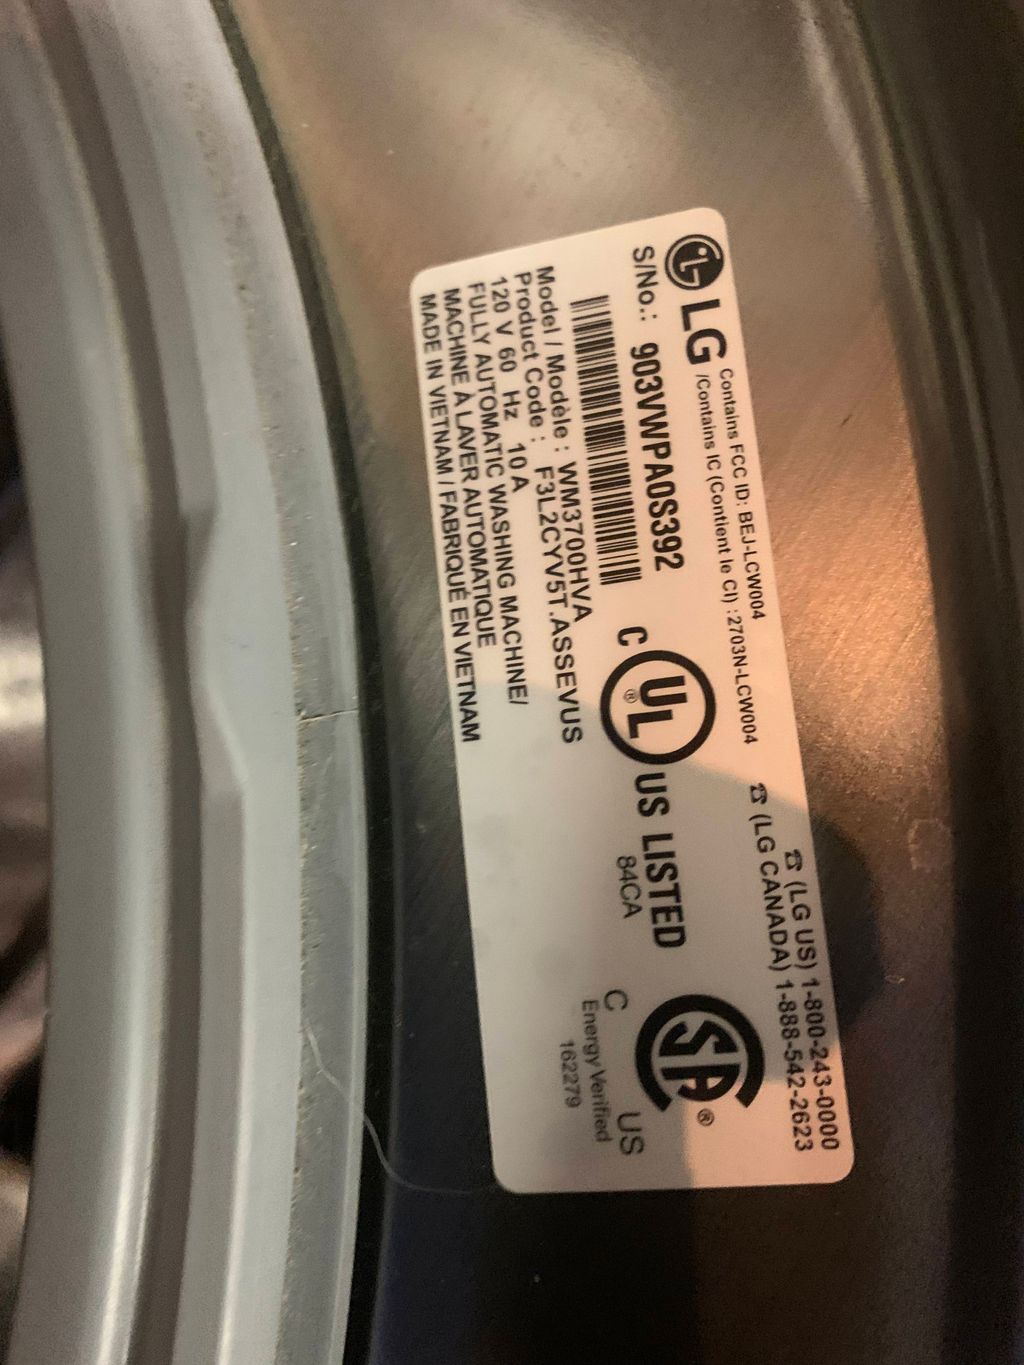 LG LG
Contains FCC ID: BEJ-LCW004
/Contains IC (Contient le CI) :2703N-LCW004
☎ (LG US) 1-800-243-0000
☎ (LG CANADA) 1-888-542-2623
S/No.: 903VWPA0S392
C UL ® US LISTED
84CA
SA ®
C US
Energy Verified
162279
Model / Modèle : WM3700HVA
Product Code : F3L2CYV5T.ASSEVUS
120 V 60 Hz 10 A
FULLY AUTOMATIC WASHING MACHINE/
MACHINE À LAVER AUTOMATIQUE
MADE IN VIETNAM / FABRIQUÉ EN VIETNAM